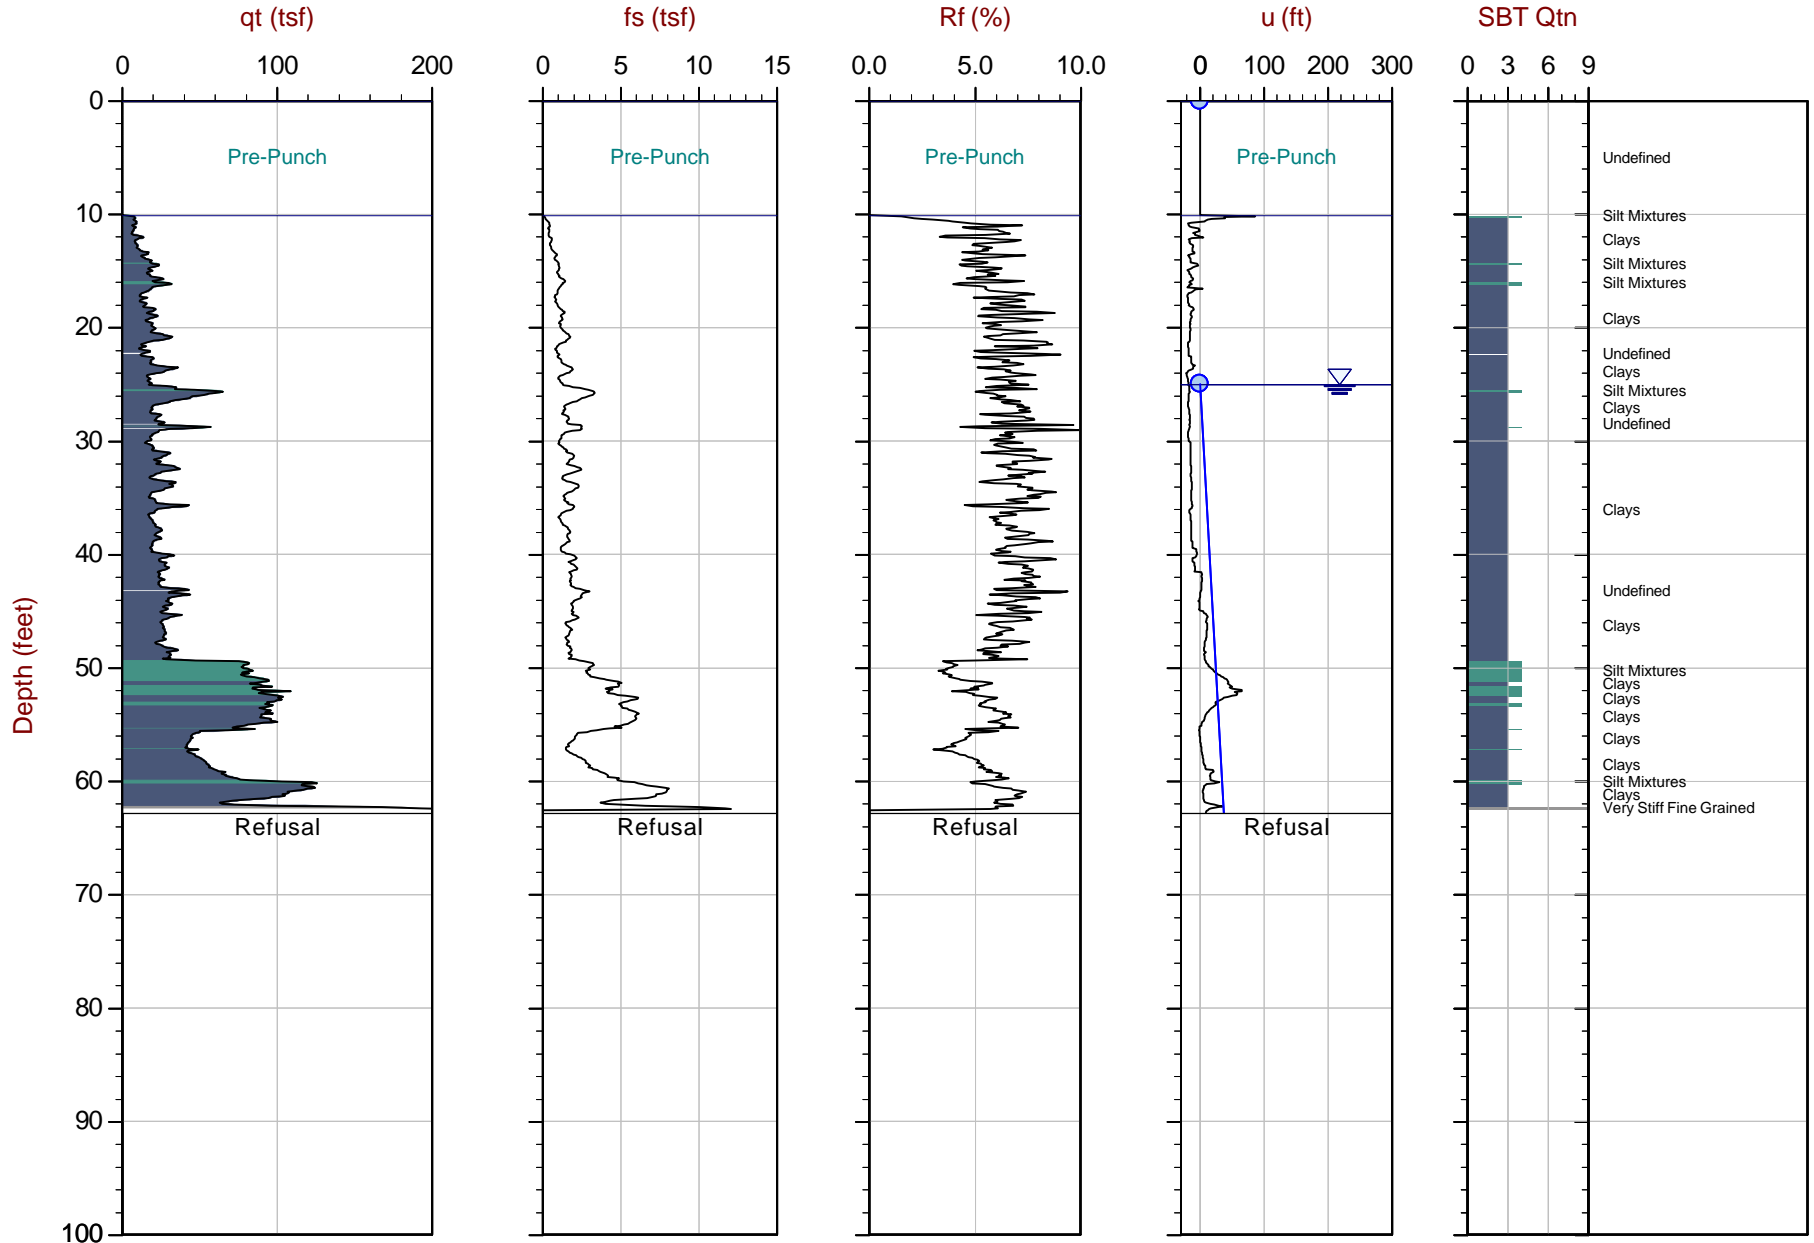 qt (tsf) fs (tsf) Rf (%) u (ft) SBT Qtn
0 100 200 0 5 10 15 0.0 5.0 10.0 0 0 100 200 300 0 3 6 9
0
Pre-Punch Pre-Punch Pre-Punch Pre-Punch
Undefined
10
Silt Mixtures
Clays
Silt Mixtures
Silt Mixtures
Clays
20
Undefined
Clays
Silt Mixtures
Clays
Undefined
30
Clays
40
Undefined
Clays
Depth (feet)
50
Silt Mixtures
Clays
Clays
Clays
Clays
Clays
60
Silt Mixtures
Clays
Very Stiff Fine Grained
Refusal Refusal Refusal Refusal
70
80
90
100